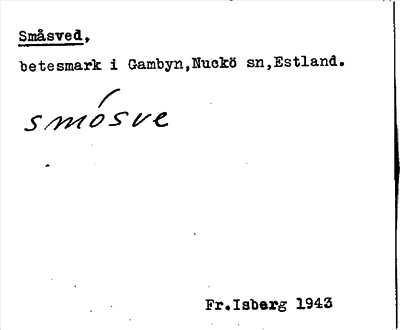 Småsved,
betesmark i Gambyn,Nuckö sn,Estland.
smósve
Fr.Isberg 1943